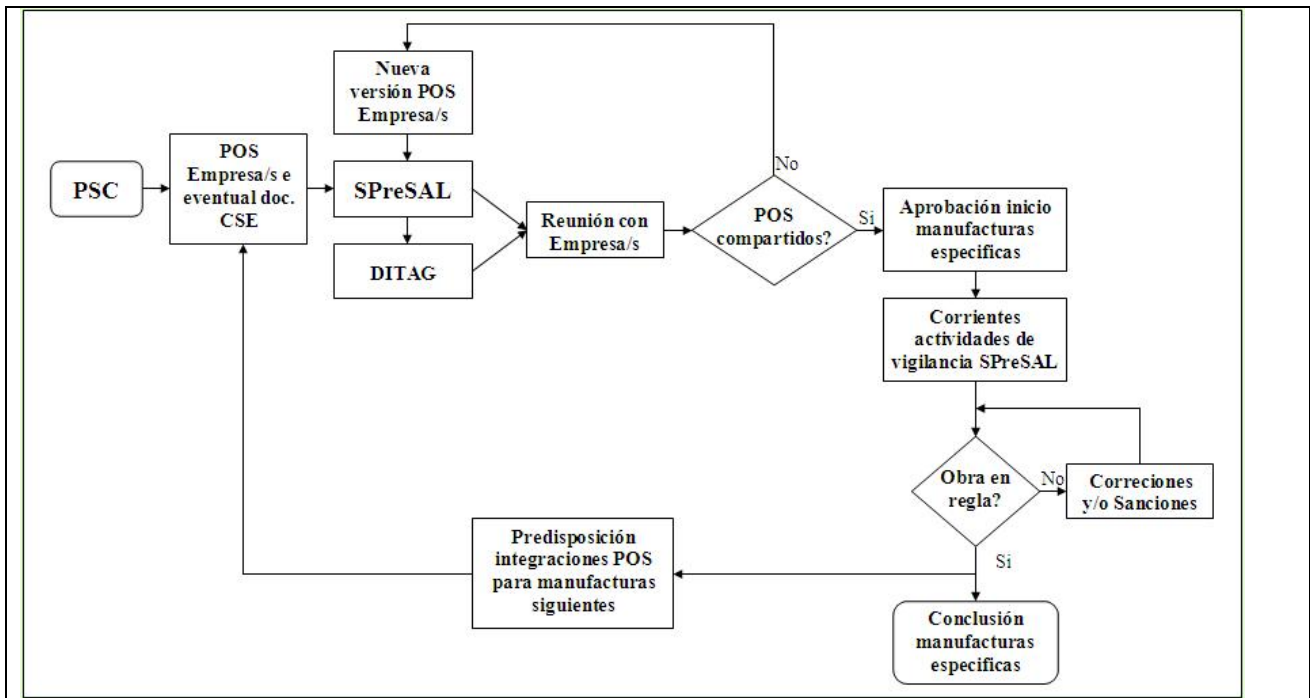 Nueva
versión POS
Empresa/s
PSC
POS
Empresa/s e
eventual doc.
CSE
SPreSAL
DITAG
Reunión con
Empresa/s
POS
compartidos?
No
Si
Aprobación inicio
manufacturas
especificas
Corrientes
actividades de
vigilancia SPreSAL
Obra en
regla?
No
Correciones
y/o Sanciones
Si
Predisposición
integraciones POS
para manufacturas
siguientes
Conclusión
manufacturas
especificas